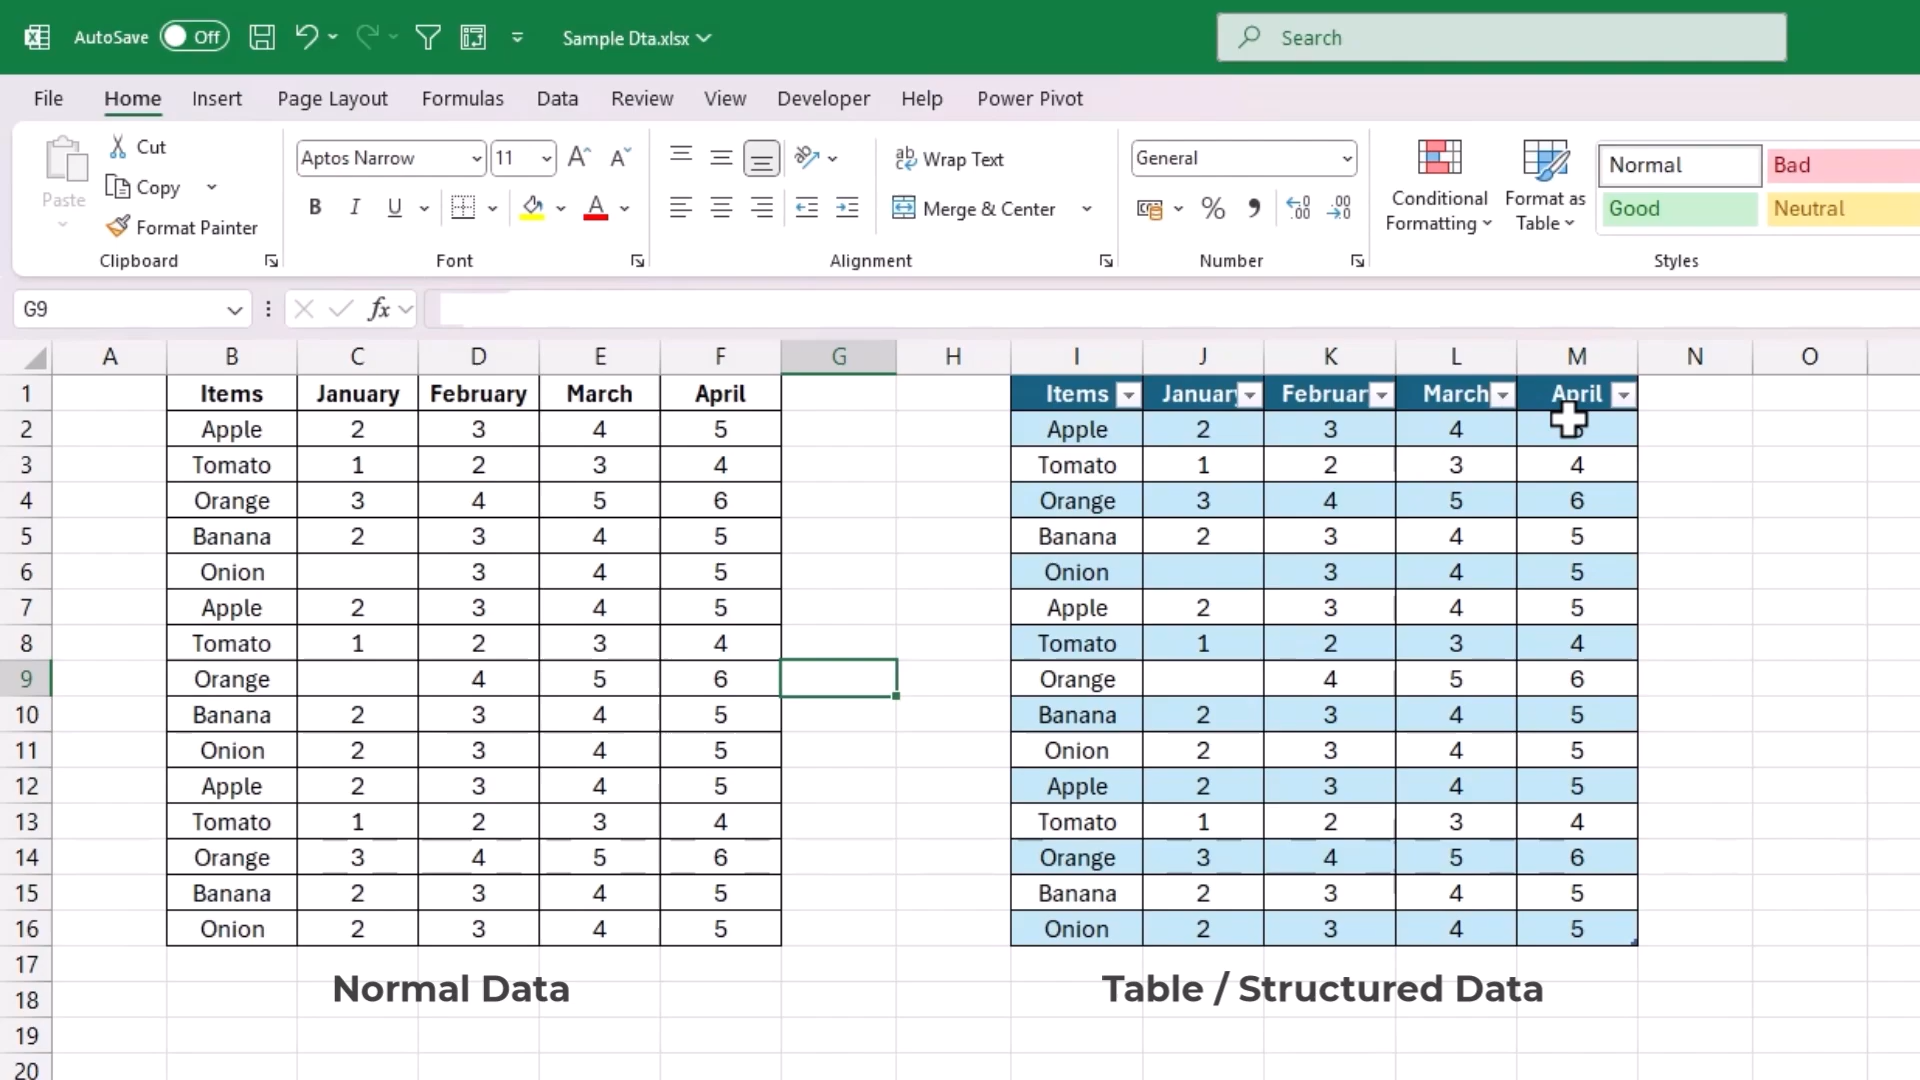 AutoSave Off Sample Dta.xlsx Search
File Home Insert Page Layout Formulas Data Review View Developer Help Power Pivot
Paste Cut
Copy
Format Painter
Clipboard
Aptos Narrow 11
B I U A
Font
Wrap Text
Merge & Center
Alignment
General
Number
Conditional Formatting
Format as Table
Normal Bad
Good Neutral
Styles
G9 fx
A B C D E F G H I J K L M N O
1 Items January February March April Items Januar Februar March April
2 Apple 2 3 4 5 Apple 2 3 4
3 Tomato 1 2 3 4 Tomato 1 2 3 4
4 Orange 3 4 5 6 Orange 3 4 5 6
5 Banana 2 3 4 5 Banana 2 3 4 5
6 Onion 3 4 5 Onion 3 4 5
7 Apple 2 3 4 5 Apple 2 3 4 5
8 Tomato 1 2 3 4 Tomato 1 2 3 4
9 Orange 4 5 6 Orange 4 5 6
10 Banana 2 3 4 5 Banana 2 3 4 5
11 Onion 2 3 4 5 Onion 2 3 4 5
12 Apple 2 3 4 5 Apple 2 3 4 5
13 Tomato 1 2 3 4 Tomato 1 2 3 4
14 Orange 3 4 5 6 Orange 3 4 5 6
15 Banana 2 3 4 5 Banana 2 3 4 5
16 Onion 2 3 4 5 Onion 2 3 4 5
17
Normal Data Table / Structured Data
18
19
20